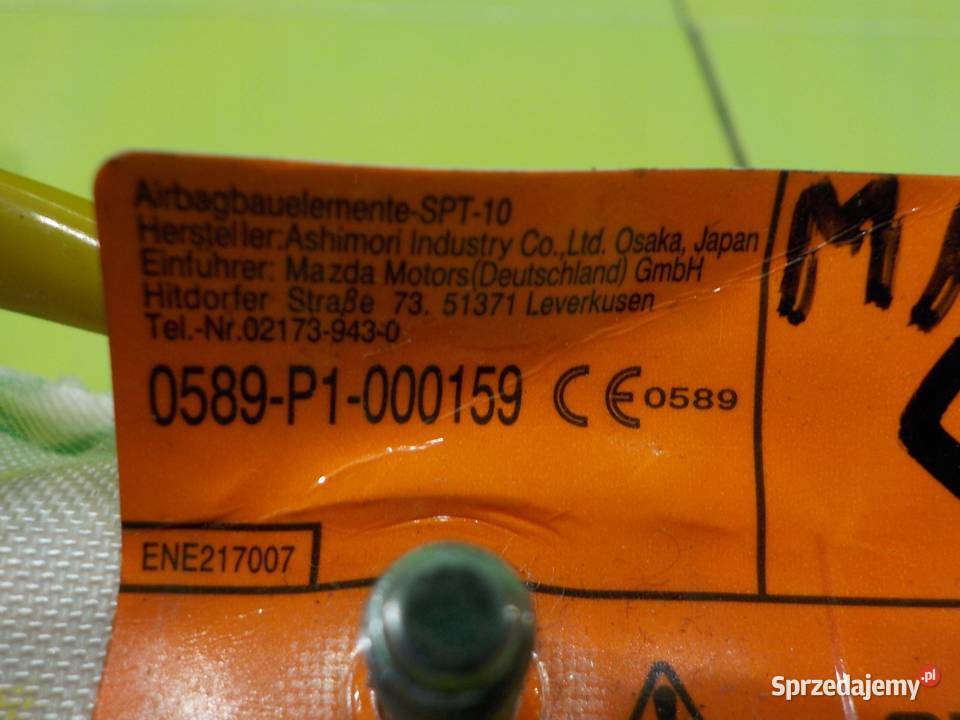 Airbagbauelemente-SPT-10
Hersteller:Ashimori Industry Co.,Ltd. Osaka, Japan
Einfuhrer: Mazda Motors(Deutschland) GmbH
Hitdorfer Straße 73. 51371 Leverkusen
Tel.-Nr.02173-943-0
0589-P1-000159 CE 0589
ENE217007
Sprzedajemy.pl